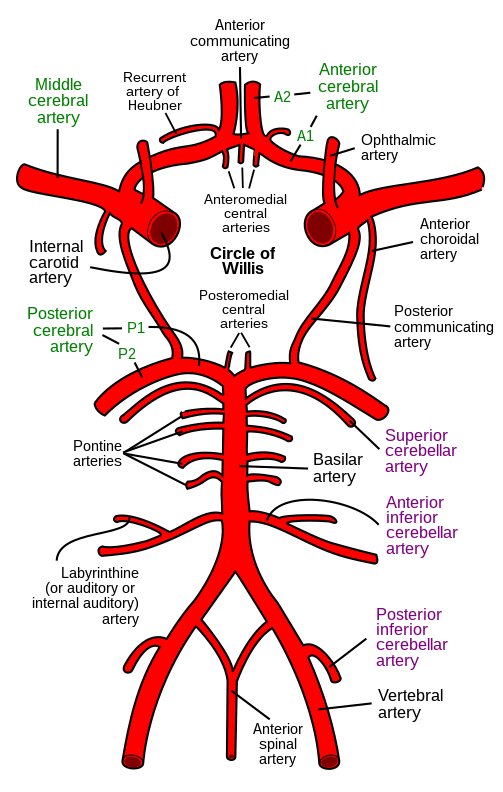 Anterior
communicating
artery
Middle
cerebral
artery
Recurrent
artery of
Heubner
A2
Anterior
cerebral
artery
A1
Ophthalmic
artery
Anteromedial
central
arteries
Internal
carotid
artery
Circle of
Willis
Anterior
choroidal
artery
Posteromedial
central
arteries
Posterior
cerebral
artery
P1
P2
Posterior
communicating
artery
Pontine
arteries
Basilar
artery
Superior
cerebellar
artery
Anterior
inferior
cerebellar
artery
Labyrinthine
(or auditory or
internal auditory)
artery
Posterior
inferior
cerebellar
artery
Vertebral
artery
Anterior
spinal
artery